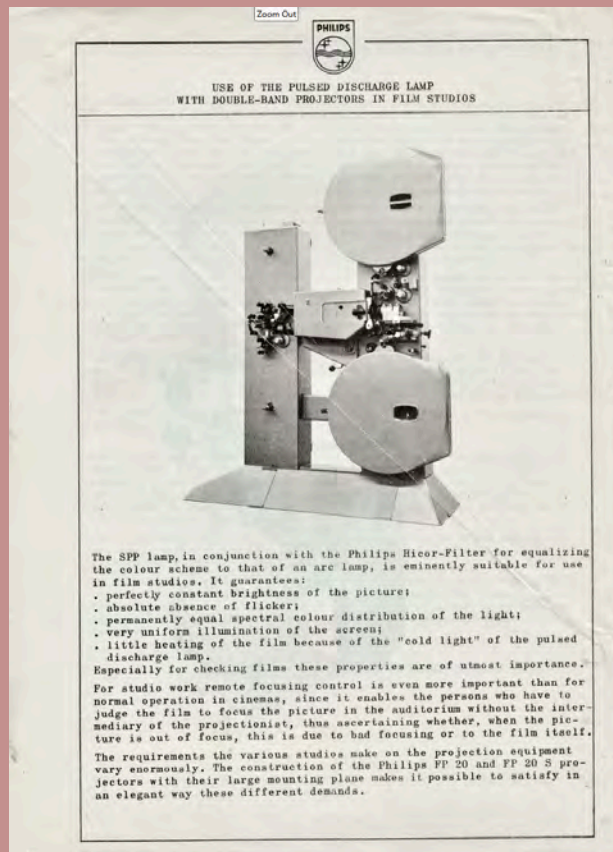 Zoom Out
PHILIPS
USE OF THE PULSED DISCHARGE LAMP
WITH DOUBLE-BAND PROJECTORS IN FILM STUDIOS
The SPP lamp, in conjunction with the Philips Hicor-Filter for equalizing
the colour scheme to that of an arc lamp, is eminently suitable for use
in film studios. It guarantees:
. perfectly constant brightness of the picture;
. absolute absence of flicker;
. permanently equal spectral colour distribution of the light;
. very uniform illumination of the screen;
. little heating of the film because of the "cold light" of the pulsed
discharge lamp.
Especially for checking films these properties are of utmost importance.
For studio work remote focusing control is even more important than for
normal operation in cinemas, since it enables the persons who have to
judge the film to focus the picture in the auditorium without the inter-
mediary of the projectionist, thus ascertaining whether, when the pic-
ture is out of focus, this is due to bad focusing or to the film itself.
The requirements the various studios make on the projection equipment
vary enormously. The construction of the Philips FP 20 and FP 20 S pro-
jectors with their large mounting plane makes it possible to satisfy in
an elegant way these different demands.